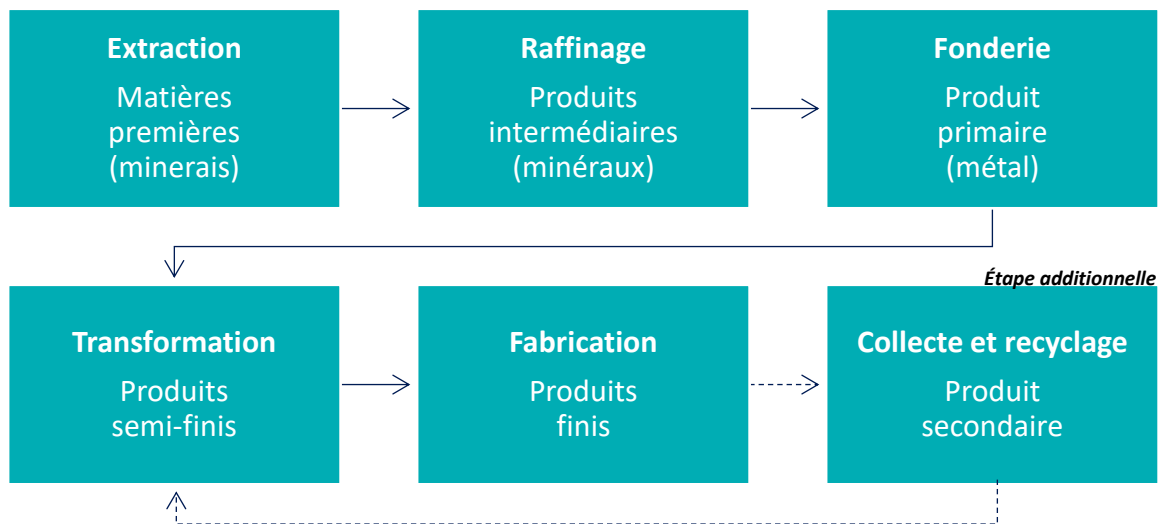 Extraction
Matières
premières
(minerais)
Raffinage
Produits
intermédiaires
(minéraux)
Fonderie
Produit
primaire
(métal)
Étape additionnelle
Transformation
Produits
semi-finis
Fabrication
Produits
finis
Collecte et recyclage
Produit
secondaire